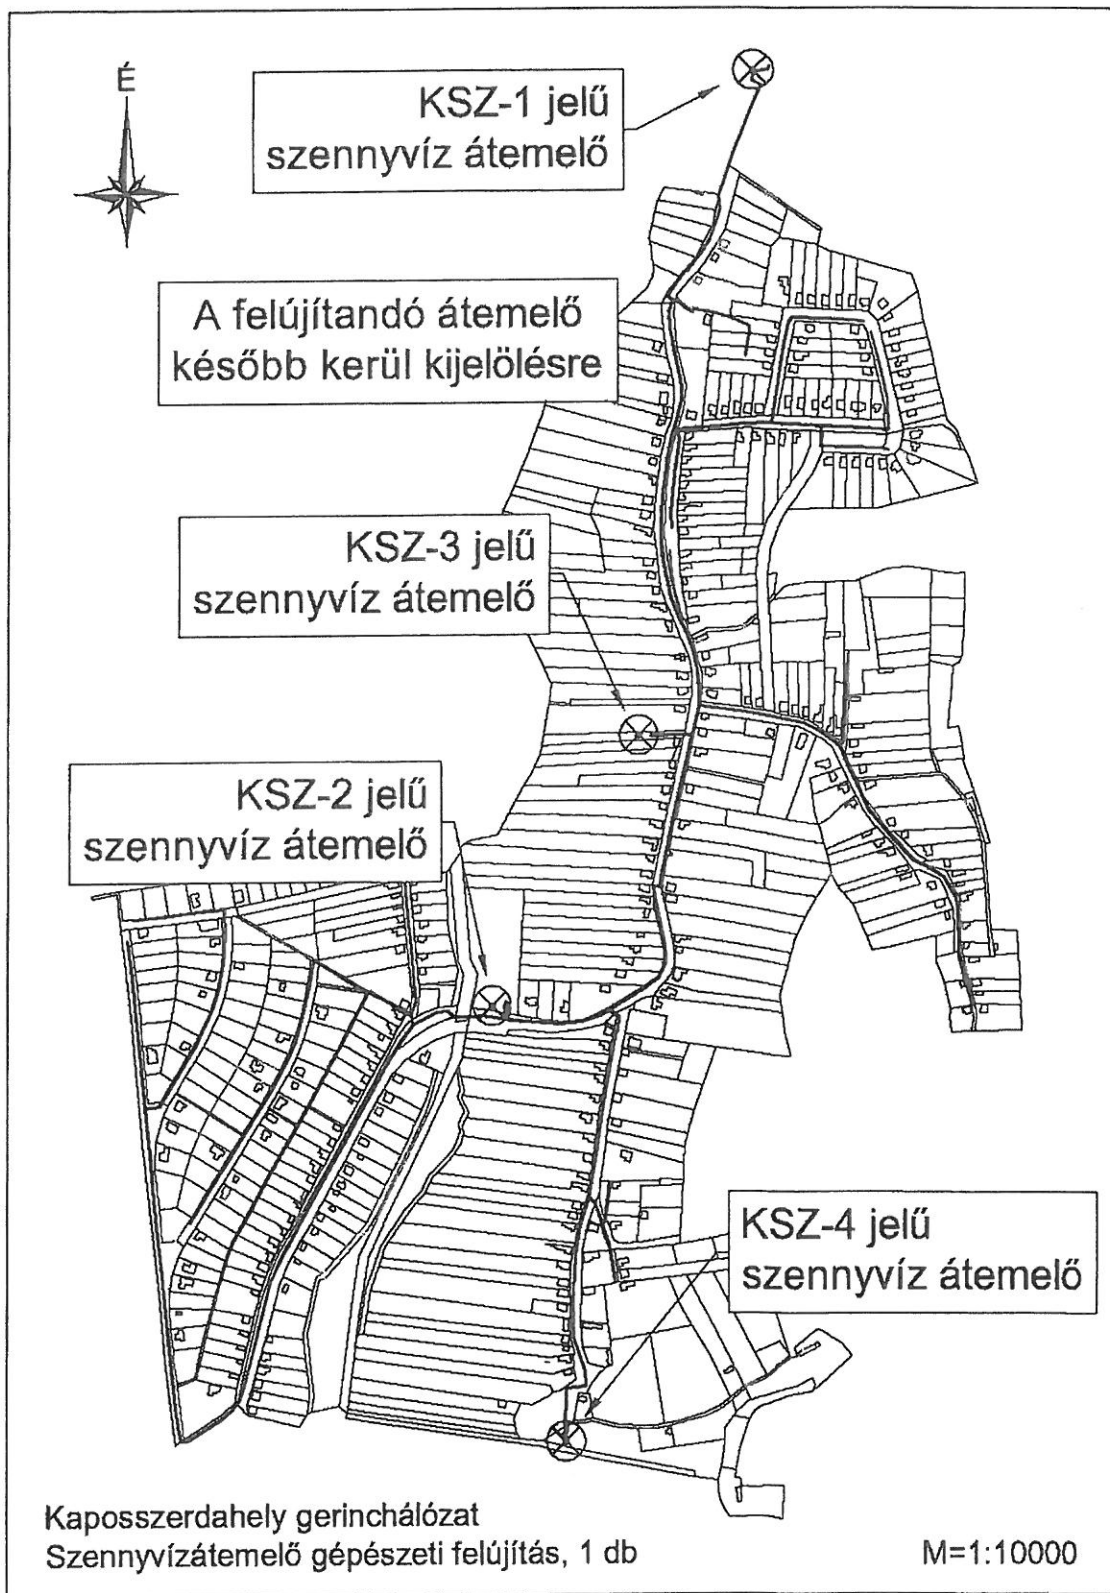 É
KSZ-1 jelű
szennyvíz átemelő
A felújítandó átemelő
később kerül kijelölésre
KSZ-3 jelű
szennyvíz átemelő
KSZ-2 jelű
szennyvíz átemelő
KSZ-4 jelű
szennyvíz átemelő
Kaposszerdahely gerinchálózat
Szennyvízátemelő gépészeti felújítás, 1 db
M=1:10000